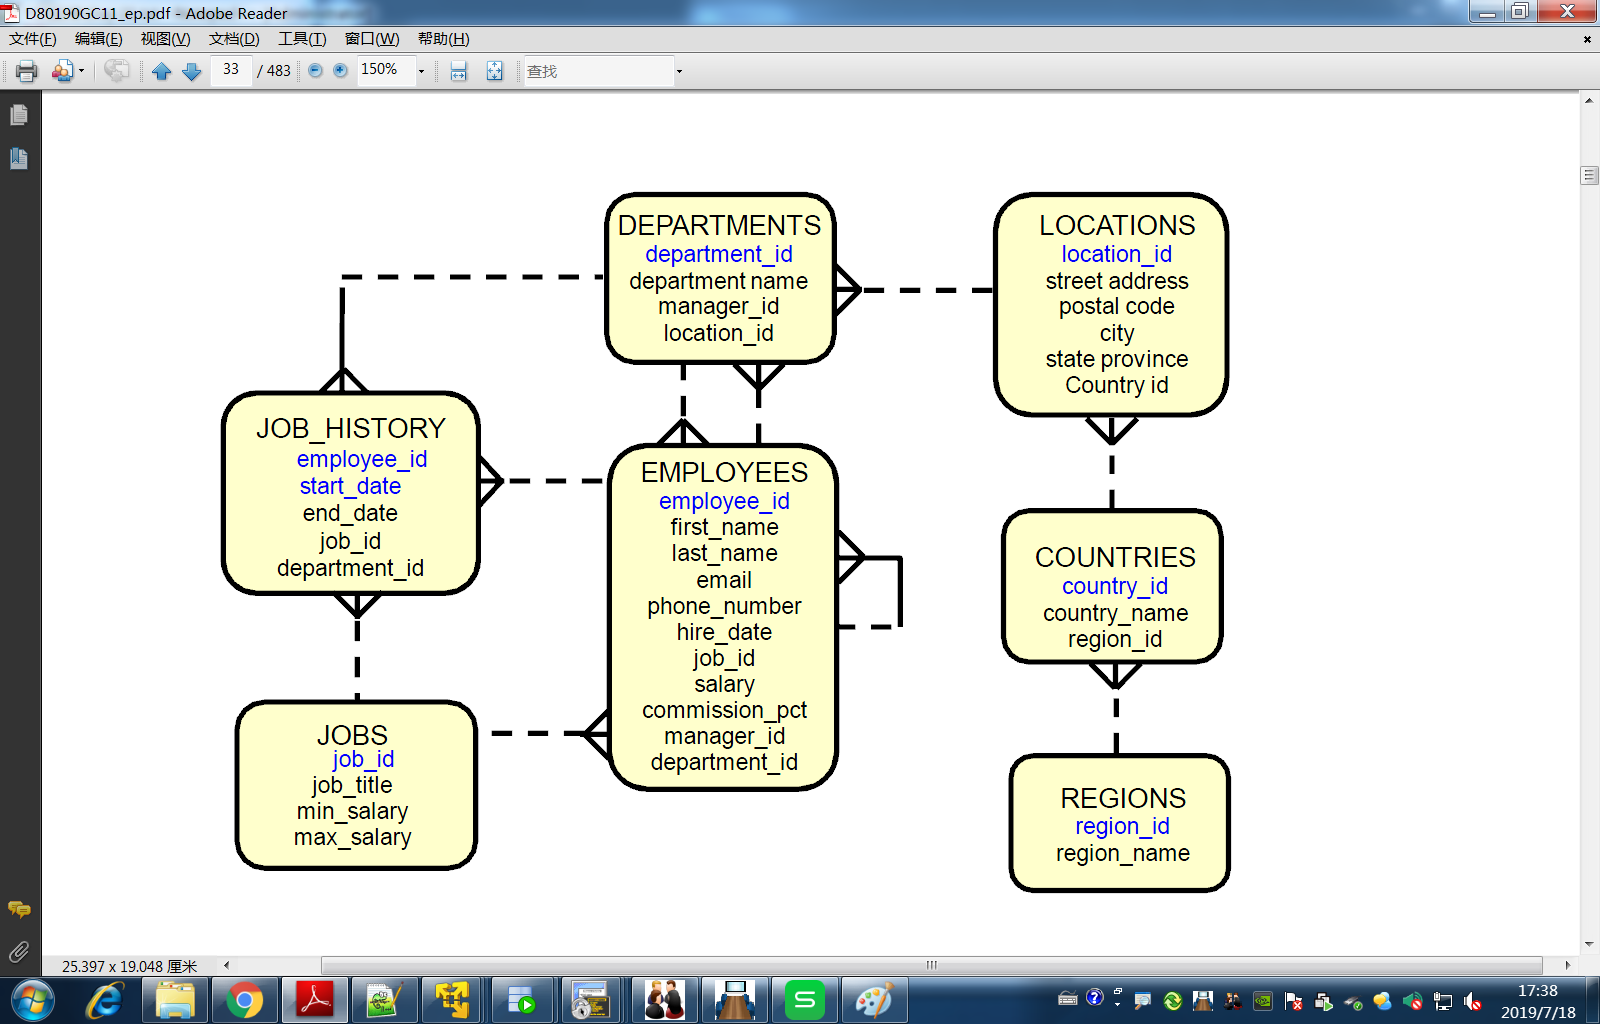 D80190GC11_ep.pdf - Adobe Reader
文件(F) 编辑(E) 视图(V) 文档(D) 工具(T) 窗口(W) 帮助(H)
33 / 483 150% 查找
DEPARTMENTS
department_id
department name
manager_id
location_id
LOCATIONS
location_id
street address
postal code
city
state province
Country id
JOB_HISTORY
employee_id
start_date
end_date
job_id
department_id
EMPLOYEES
employee_id
first_name
last_name
email
phone_number
hire_date
job_id
salary
commission_pct
manager_id
department_id
COUNTRIES
country_id
country_name
region_id
JOBS
job_id
job_title
min_salary
max_salary
REGIONS
region_id
region_name
25.397 x 19.048 厘米
17:38
2019/7/18